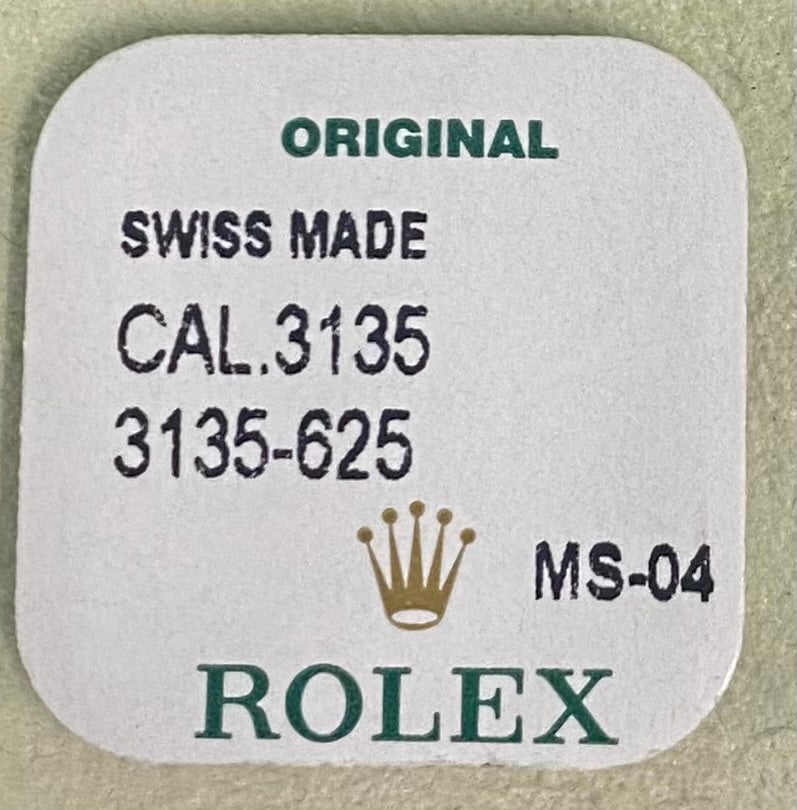 ORIGINAL
SWISS MADE
CAL.3135
3135-625
MS-04
ROLEX